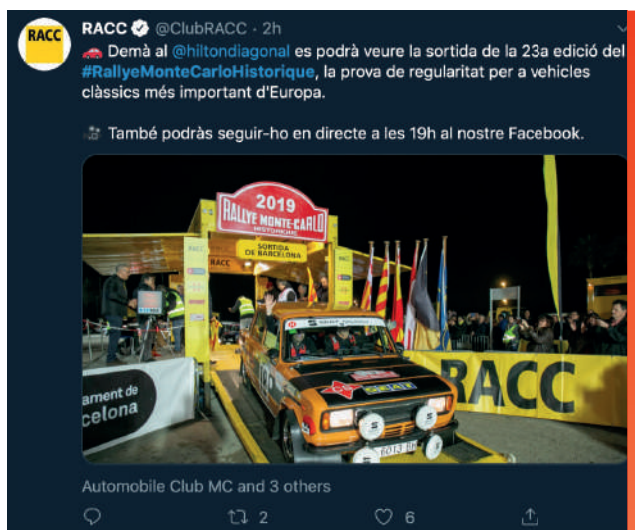 RACC
RACC @ClubRACC · 2h
🚗 Demà al @hiltondiagonal es podrà veure la sortida de la 23a edició del
#RallyeMonteCarloHistorique, la prova de regularitat per a vehicles
clàssics més important d'Europa.
🎥 També podràs seguir-ho en directe a les 19h al nostre Facebook.
2019
RALLYE MONTE-CARLO
HISTORIQUE
SORTIDA
DE BARCELONA
RACC
RACC
RACC
ament de
celona
6013
Automobile Club MC and 3 others
2
6